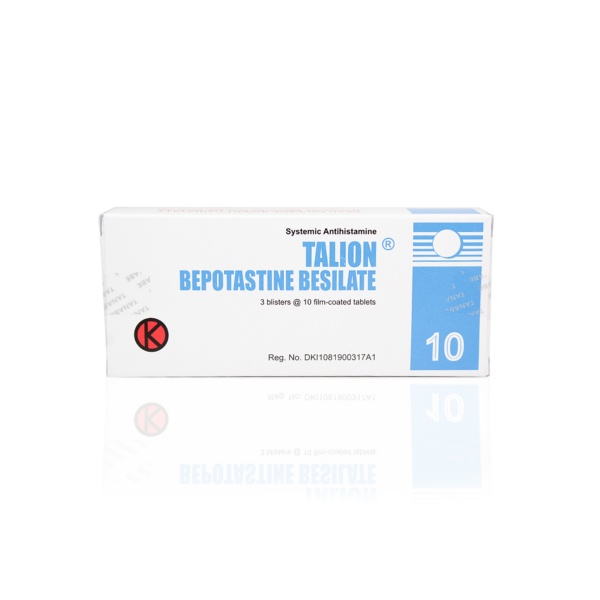 Systemic Antihistamine
TALION ®
BEPOTASTINE BESILATE
3 blisters @ 10 film-coated tablets
K
Reg. No. DKI1081900317A1
10